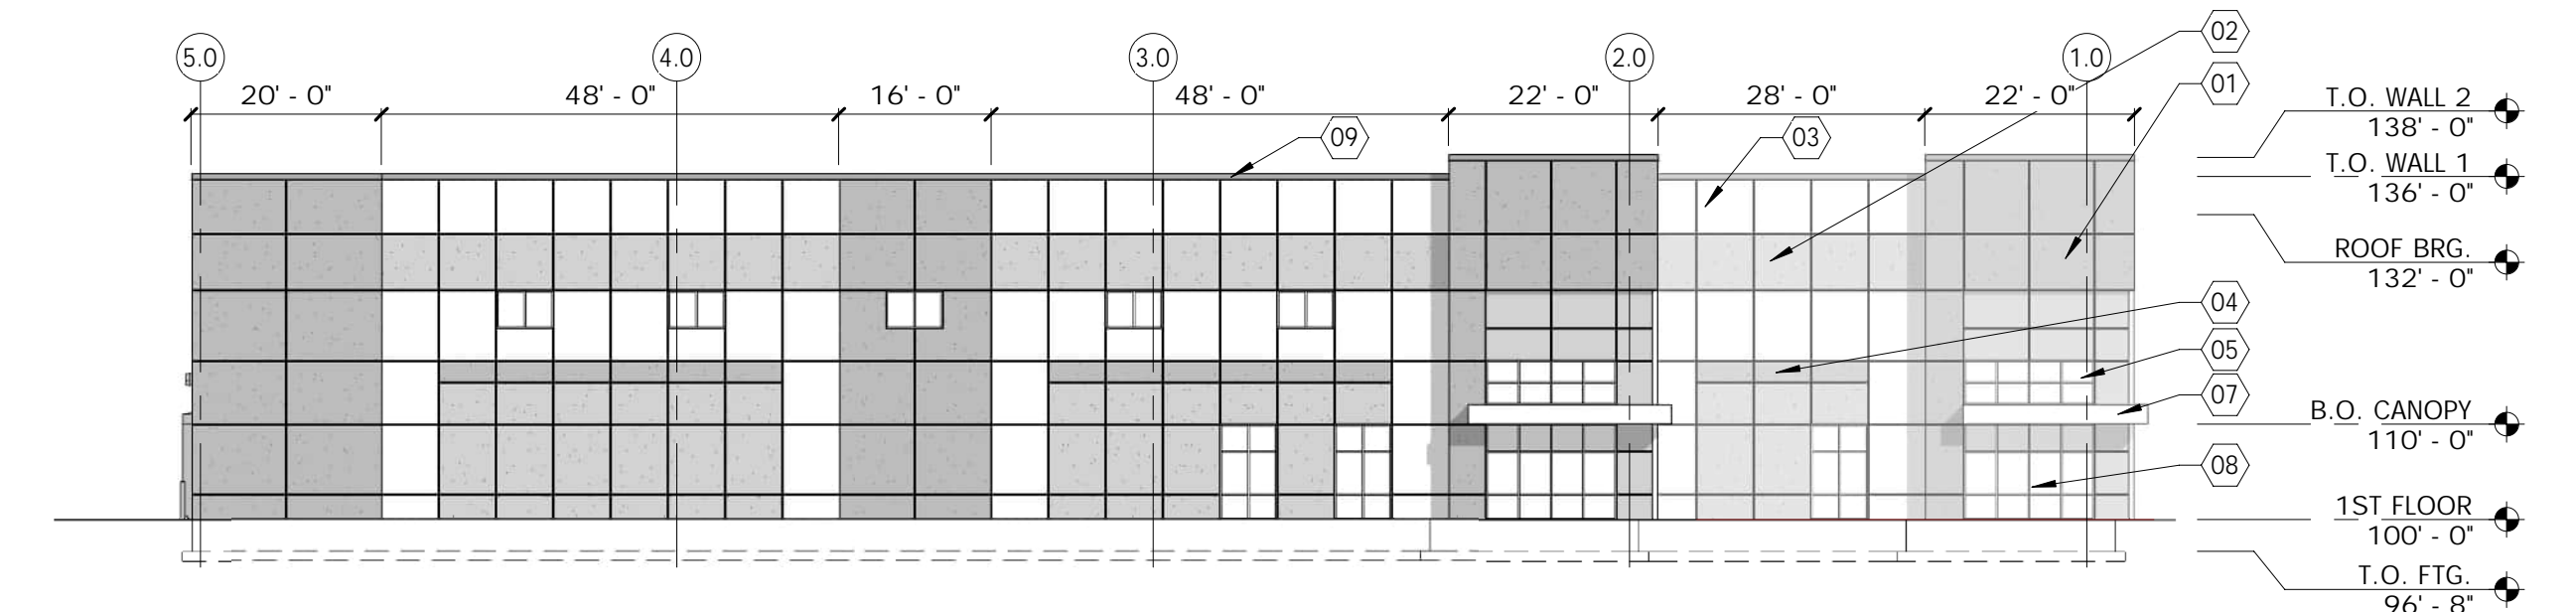 02
5.0
4.0
3.0
2.0
1.0
01
20' - 0"
48' - 0"
16' - 0"
48' - 0"
22' - 0"
28' - 0"
22' - 0"
T.O. WALL 2
138' - 0"
09
03
T.O. WALL 1
136' - 0"
ROOF BRG.
132' - 0"
04
05
07
B.O. CANOPY
110' - 0"
08
1ST FLOOR
100' - 0"
T.O. FTG.
96' - 8"